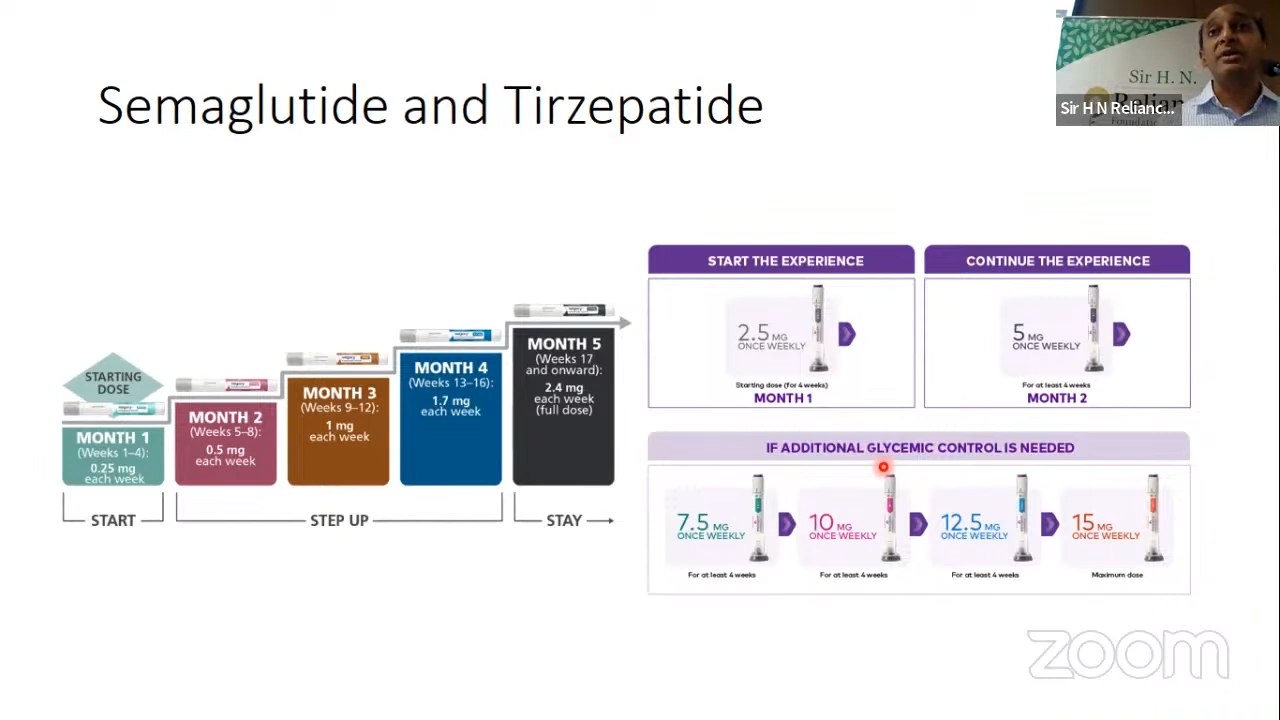 Sir H. N.
Sir H N Relianc...
Foundatic
Semaglutide and Tirzepatide
STARTING
DOSE
MONTH 1
(Weeks 1–4):
0.25 mg
each week
MONTH 2
(Weeks 5–8):
0.5 mg
each week
MONTH 3
(Weeks 9–12):
1 mg
each week
MONTH 4
(Weeks 13–16):
1.7 mg
each week
MONTH 5
(Weeks 17
and onward):
2.4 mg
each week
(full dose)
START
STEP UP
STAY
START THE EXPERIENCE
2.5 MG
ONCE WEEKLY
Starting dose (for 4 weeks)
MONTH 1
CONTINUE THE EXPERIENCE
5 MG
ONCE WEEKLY
For at least 4 weeks
MONTH 2
IF ADDITIONAL GLYCEMIC CONTROL IS NEEDED
7.5 MG
ONCE WEEKLY
For at least 4 weeks
10 MG
ONCE WEEKLY
For at least 4 weeks
12.5 MG
ONCE WEEKLY
For at least 4 weeks
15 MG
ONCE WEEKLY
Maximum dose
zoom